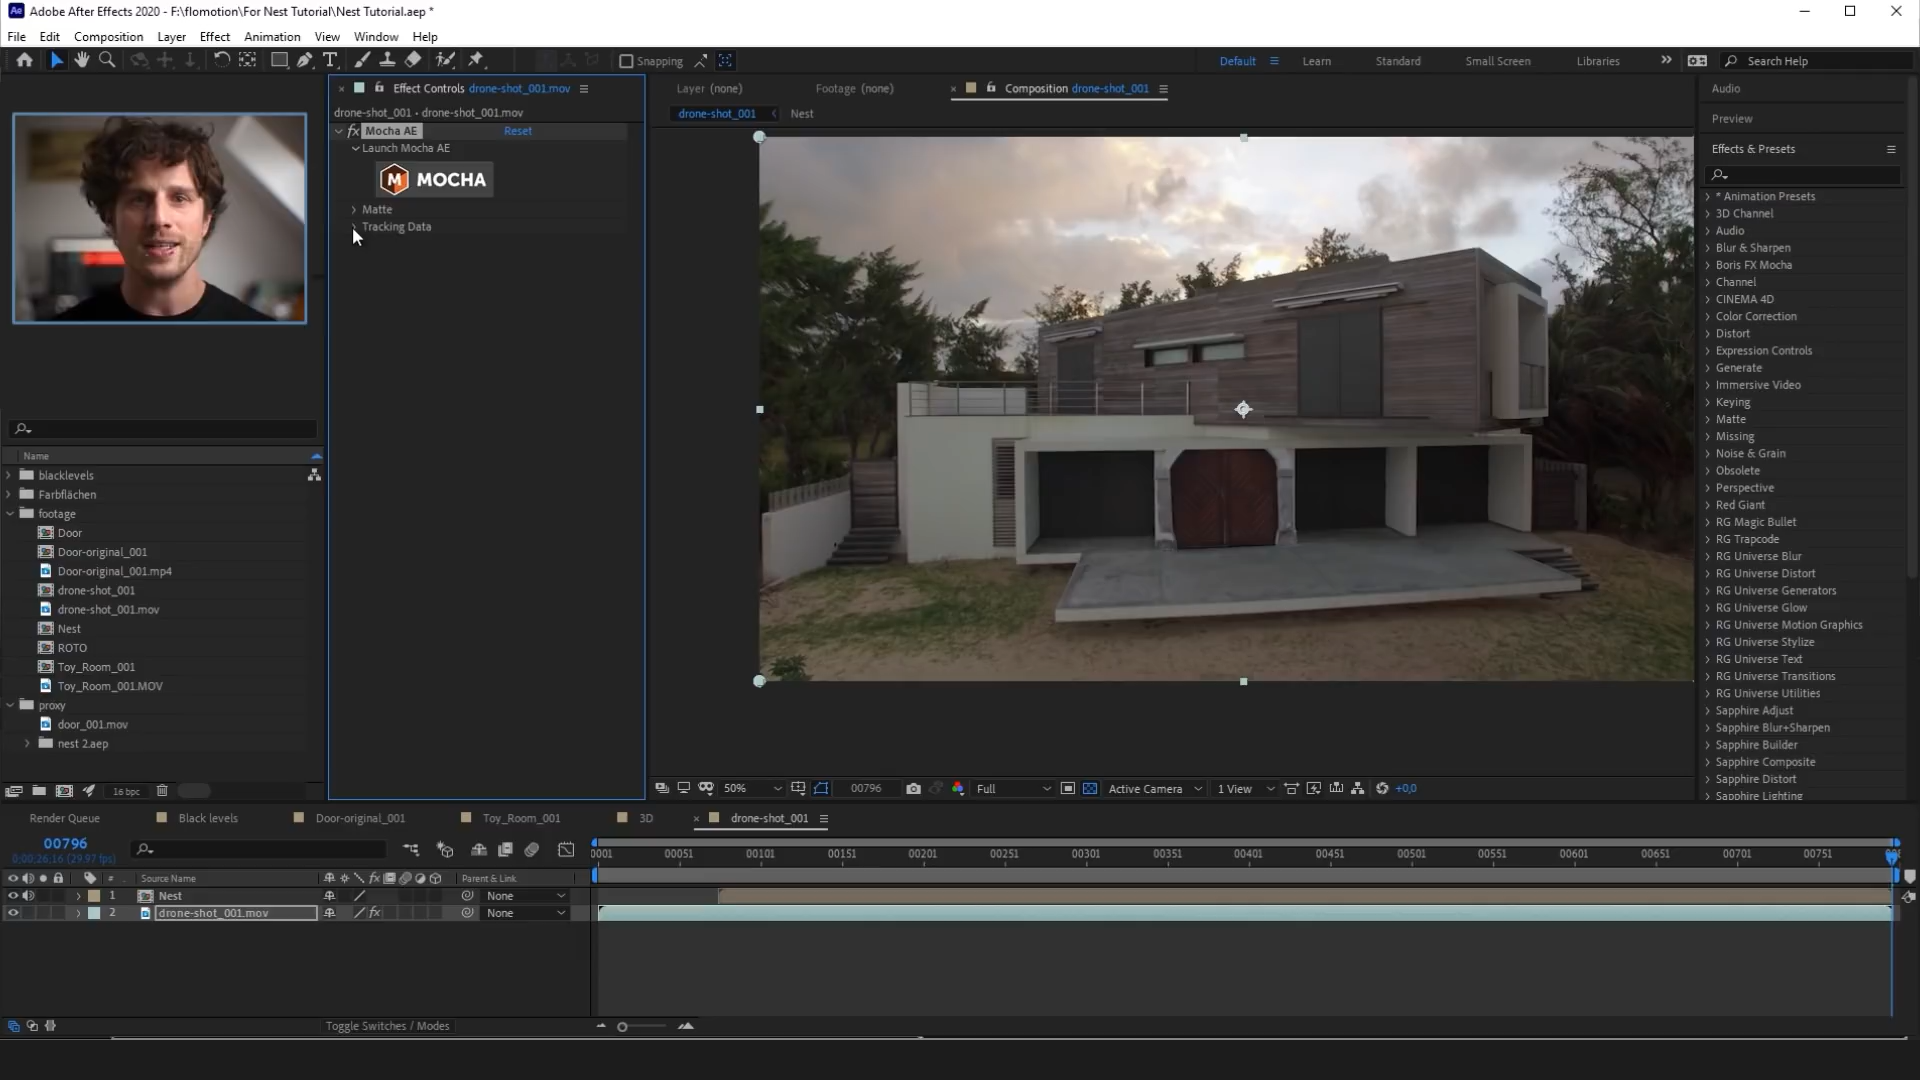 Adobe After Effects 2020 - F:\flomotion\For Nest Tutorial\Nest Tutorial.aep *
File Edit Composition Layer Effect Animation View Window Help
Snapping
Default Learn Standard Small Screen Libraries Search Help
Effect Controls drone-shot_001.mov
drone-shot_001 • drone-shot_001.mov
fx Mocha AE Reset
Launch Mocha AE
M MOCHA
Matte
Tracking Data
Layer (none) Footage (none) Composition drone-shot_001
drone-shot_001 Nest
Audio
Preview
Effects & Presets
* Animation Presets
3D Channel
Audio
Blur & Sharpen
Boris FX Mocha
Channel
CINEMA 4D
Color Correction
Distort
Expression Controls
Generate
Immersive Video
Keying
Matte
Missing
Noise & Grain
Obsolete
Perspective
Red Giant
RG Magic Bullet
RG Trapcode
RG Universe Blur
RG Universe Distort
RG Universe Generators
RG Universe Glow
RG Universe Motion Graphics
RG Universe Stylize
RG Universe Text
RG Universe Transitions
RG Universe Utilities
Sapphire Adjust
Sapphire Blur+Sharpen
Sapphire Builder
Sapphire Composite
Sapphire Distort
Sapphire Lighting
Name
blacklevels
Farbflächen
footage
Door
Door-original_001
Door-original_001.mp4
drone-shot_001
drone-shot_001.mov
Nest
ROTO
Toy_Room_001
Toy_Room_001.MOV
proxy
door_001.mov
nest 2.aep
16 bpc
50% 00796 Full Active Camera 1 View +0,0
Render Queue Black levels Door-original_001 Toy_Room_001 3D drone-shot_001
00796
0;00;26;16 (29.97 fps)
0001 00051 00101 00151 00201 00251 00301 00351 00401 00451 00501 00551 00601 00651 00701 00751
# Source Name fx Parent & Link
1 Nest None
2 drone-shot_001.mov fx None
Toggle Switches / Modes